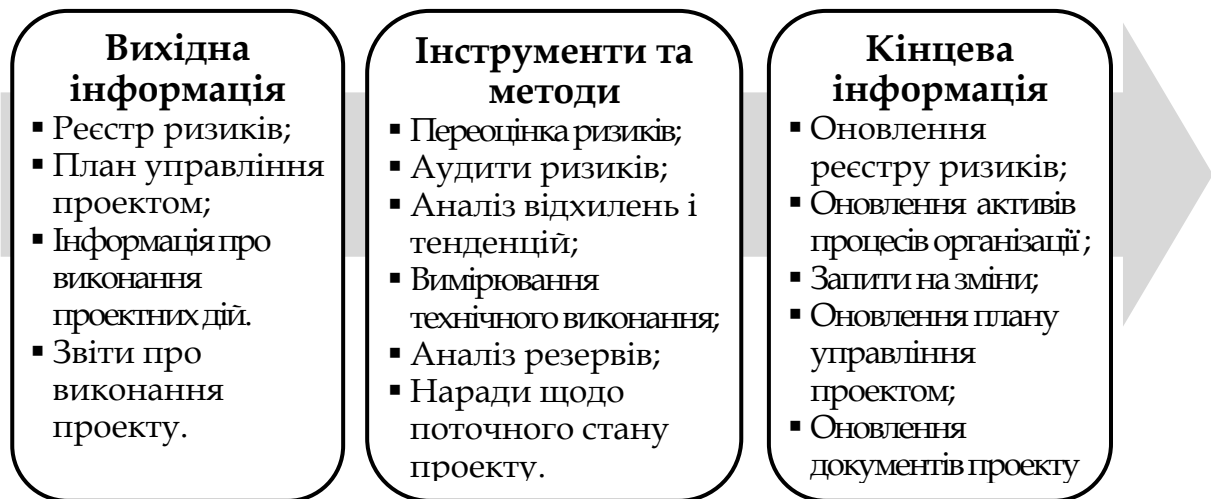 Вихідна
інформація
▪ Реєстр ризиків;
▪ План управління
проектом;
▪ Інформація про
виконання
проектних дій.
▪ Звіти про
виконання
проекту.
Інструменти та
методи
▪ Переоцінка ризиків;
▪ Аудити ризиків;
▪ Аналіз відхилень і
тенденцій;
▪ Вимірювання
технічного виконання;
▪ Аналіз резервів;
▪ Наради щодо
поточного стану
проекту.
Кінцева
інформація
▪ Оновлення
реєстру ризиків;
▪ Оновлення активів
процесів організації;
▪ Запити на зміни;
▪ Оновлення плану
управління
проектом;
▪ Оновлення
документів проекту